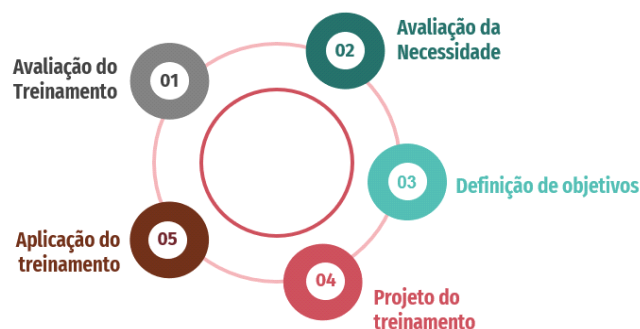 01
Avaliação do
Treinamento
02
Avaliação da
Necessidade
03
Definição de objetivos
04
Projeto do
treinamento
05
Aplicação do
treinamento